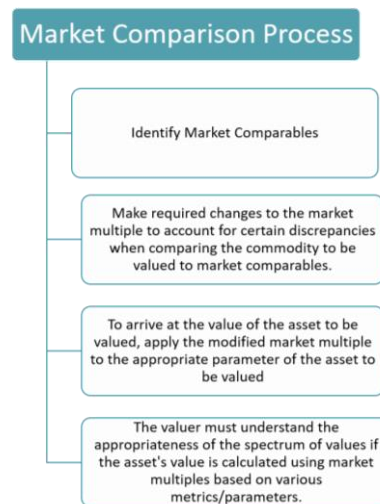 Market Comparison Process
Identify Market Comparables
Make required changes to the market
multiple to account for certain discrepancies
when comparing the commodity to be
valued to market comparables.
To arrive at the value of the asset to be
valued, apply the modified market multiple
to the appropriate parameter of the asset to
be valued
The valuer must understand the
appropriateness of the spectrum of values if
the asset's value is calculated using market
multiples based on various
metrics/parameters.